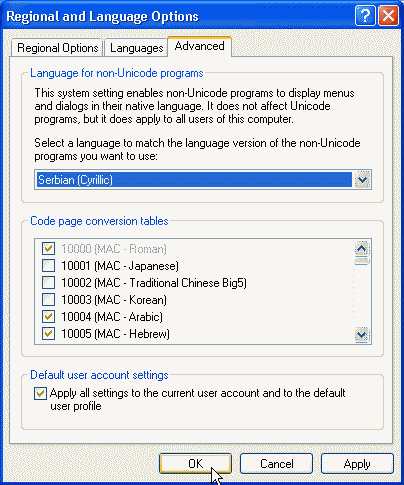 Regional and Language Options
Regional Options
Languages
Advanced
Language for non-Unicode programs
This system setting enables non-Unicode programs to display menus
and dialogs in their native language. It does not affect Unicode
programs, but it does apply to all users of this computer.
Select a language to match the language version of the non-Unicode
programs you want to use:
Serbian (Cyrillic)
Code page conversion tables
10000 (MAC - Roman)
10001 (MAC - Japanese)
10002 (MAC - Traditional Chinese Big5)
10003 (MAC - Korean)
10004 (MAC - Arabic)
10005 (MAC - Hebrew)
Default user account settings
Apply all settings to the current user account and to the default
user profile
OK
Cancel
Apply